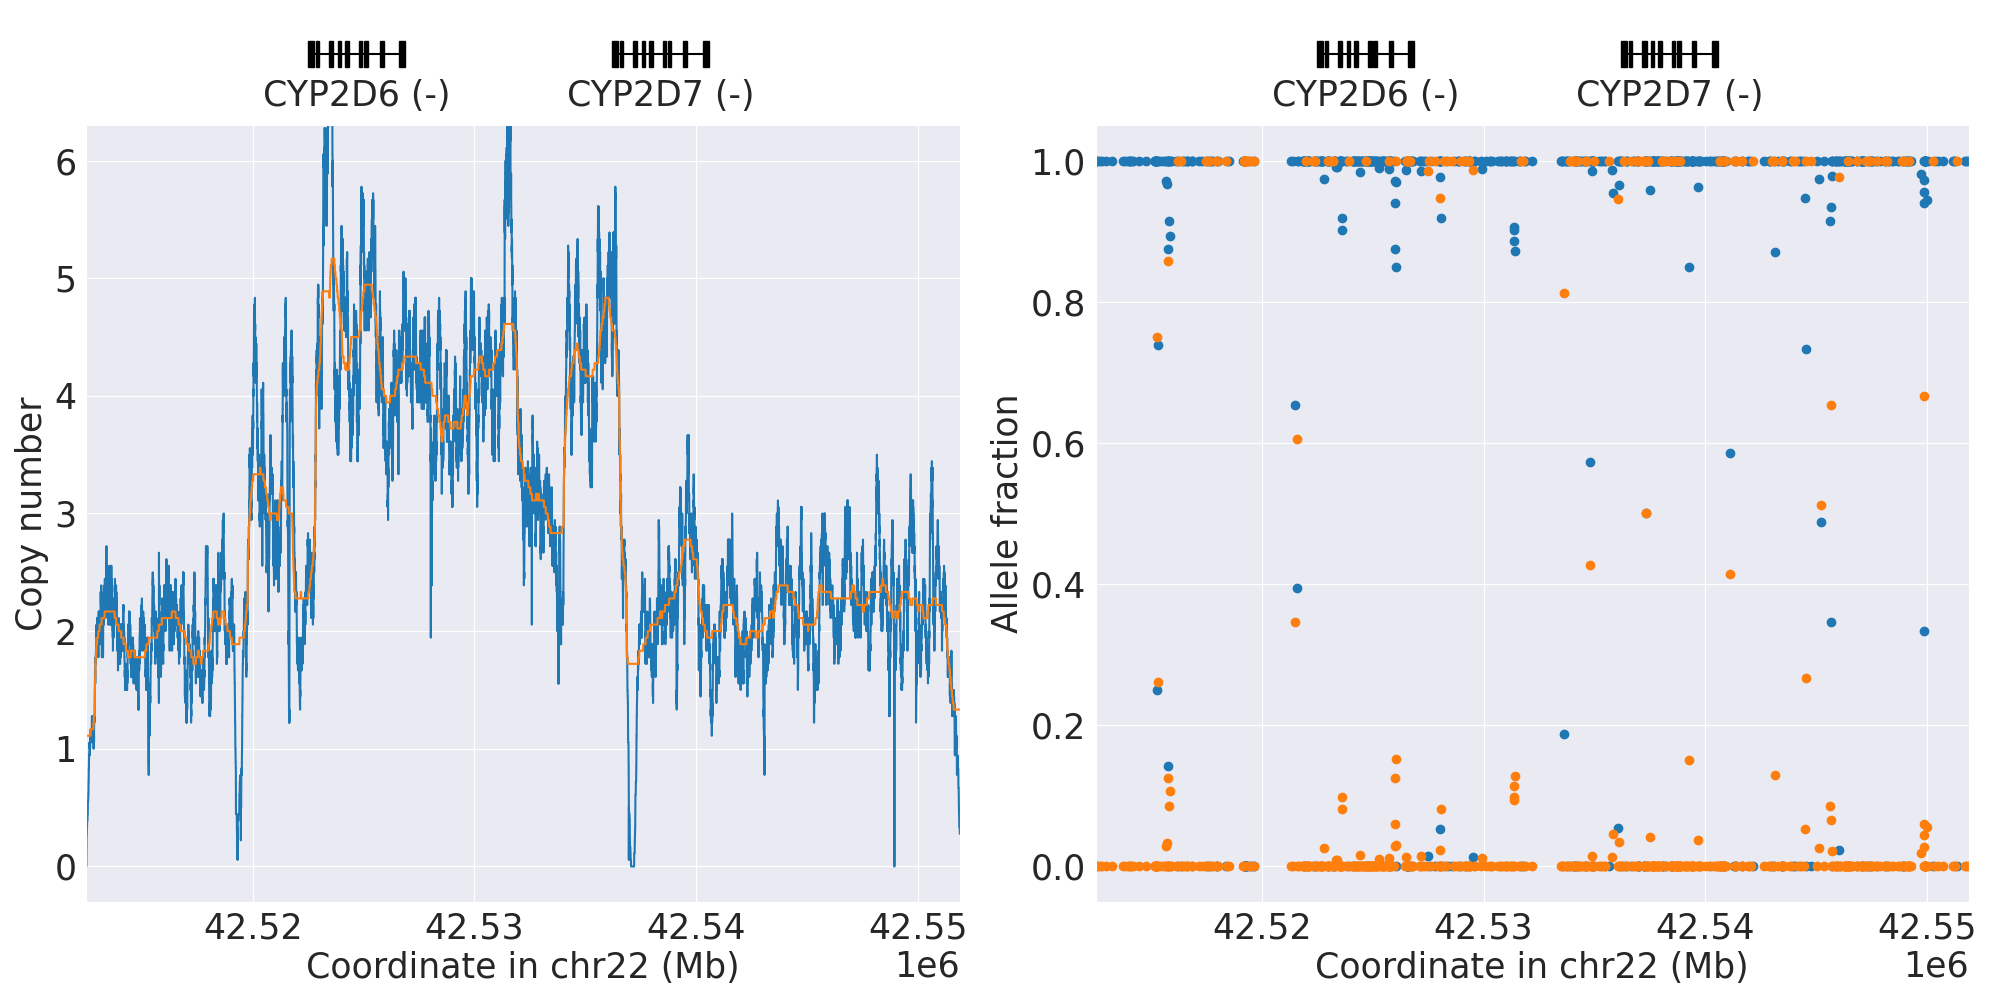 CYP2D6 (-) CYP2D7 (-)
6
5
4
3
2
1
0
Copy number
42.52 42.53 42.54 42.55
Coordinate in chr22 (Mb) 1e6
CYP2D6 (-) CYP2D7 (-)
1.0
0.8
0.6
0.4
0.2
0.0
Allele fraction
42.52 42.53 42.54 42.55
Coordinate in chr22 (Mb) 1e6